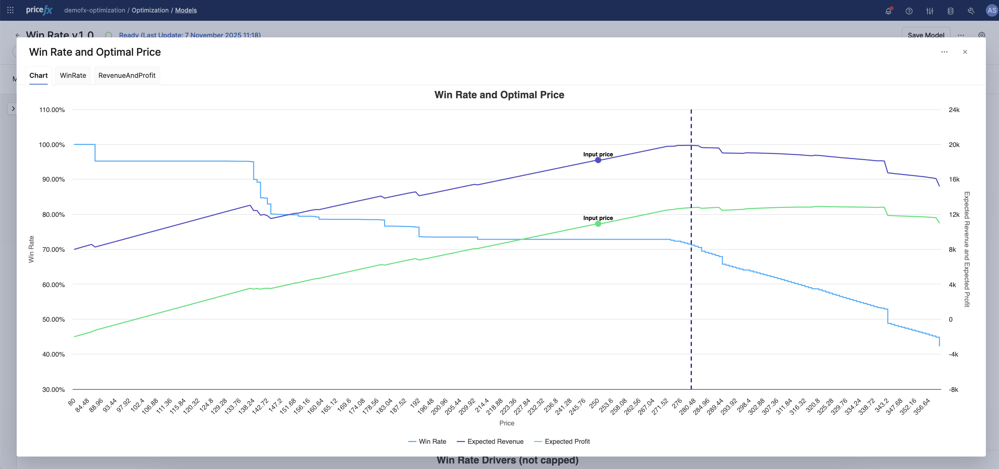 pricefx demofx-optimization / Optimization / Models AS
Win Rate v1.0 Ready (Last Update: 7 November 2025 11:18) Save Model
Win Rate and Optimal Price
Chart WinRate RevenueAndProfit
M
Win Rate and Optimal Price
110.00% 24k
100.00% 20k
Input price
90.00% 16k
80.00% 12k
Input price
70.00% 8k
60.00% 4k
50.00% 0
40.00% -4k
30.00% -8k
Win Rate
Expected Revenue and Expected Profit
80 84.48 88.96 93.44 97.92 102.4 106.88 111.36 115.84 120.32 124.8 129.28 133.76 138.24 142.72 147.2 151.68 156.16 160.64 165.12 169.6 174.08 178.56 183.04 187.52 192 196.48 200.96 205.44 209.92 214.4 218.88 223.36 227.84 232.32 236.8 241.28 245.76 250 253.6 258.08 262.56 267.04 271.52 276 280.48 284.96 289.44 293.92 298.4 302.88 307.36 311.84 316.32 320.8 325.28 329.76 334.24 338.72 343.2 347.68 352.16 356.64
Price
Win Rate Expected Revenue Expected Profit
Win Rate Drivers (not capped)